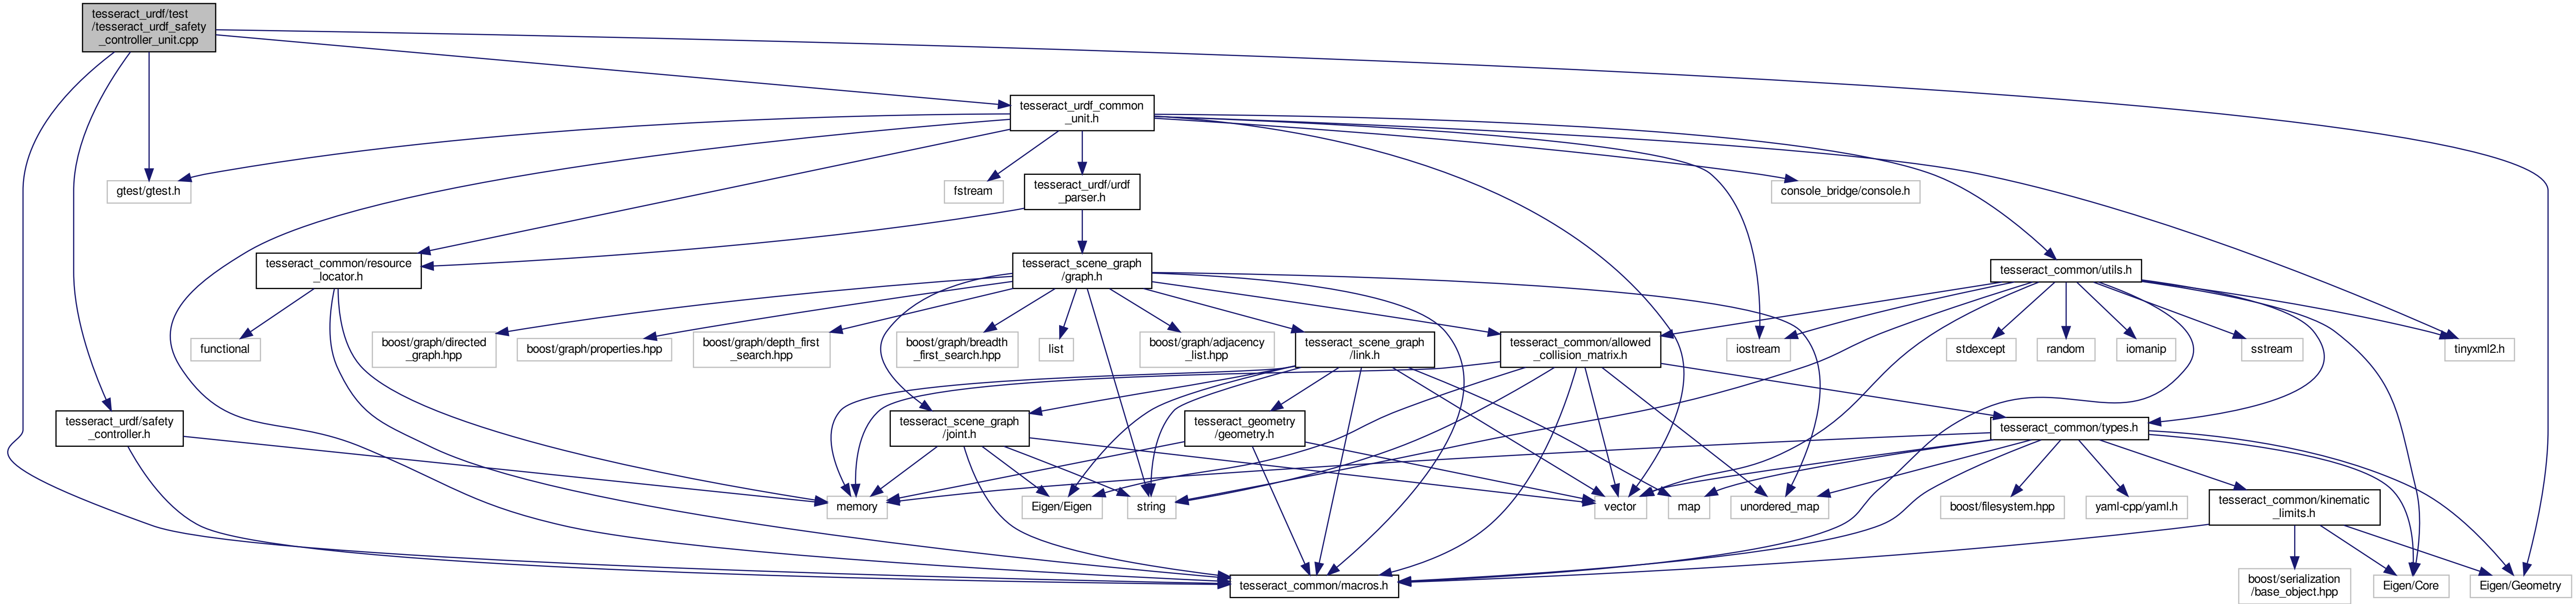 tesseract_urdf/test
/tesseract_urdf_safety
_controller_unit.cpp
tesseract_urdf_common
_unit.h
gtest/gtest.h
fstream
tesseract_urdf/urdf
_parser.h
console_bridge/console.h
tesseract_common/resource
_locator.h
tesseract_scene_graph
/graph.h
tesseract_common/utils.h
functional
boost/graph/directed
_graph.hpp
boost/graph/properties.hpp
boost/graph/depth_first
_search.hpp
boost/graph/breadth
_first_search.hpp
list
boost/graph/adjacency
_list.hpp
tesseract_scene_graph
/link.h
tesseract_common/allowed
_collision_matrix.h
iostream
stdexcept
random
iomanip
sstream
tinyxml2.h
tesseract_urdf/safety
_controller.h
tesseract_scene_graph
/joint.h
tesseract_geometry
/geometry.h
tesseract_common/types.h
memory
Eigen/Eigen
string
vector
map
unordered_map
boost/filesystem.hpp
yaml-cpp/yaml.h
tesseract_common/kinematic
_limits.h
tesseract_common/macros.h
boost/serialization
/base_object.hpp
Eigen/Core
Eigen/Geometry